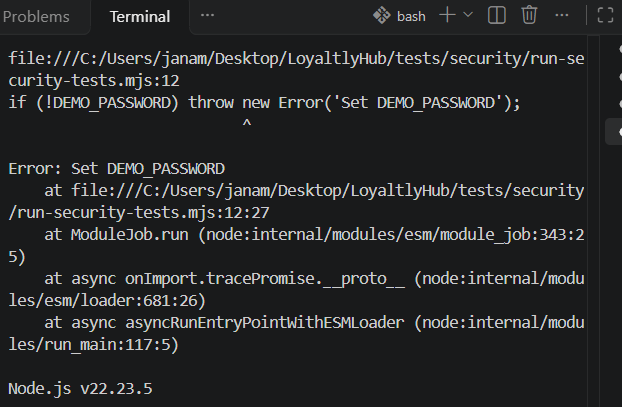 Problems Terminal ··· bash ···
file:///C:/Users/janam/Desktop/LoyaltlyHub/tests/security/run-se
curity-tests.mjs:12
if (!DEMO_PASSWORD) throw new Error('Set DEMO_PASSWORD');
^
Error: Set DEMO_PASSWORD
at file:///C:/Users/janam/Desktop/LoyaltlyHub/tests/security
/run-security-tests.mjs:12:27
at ModuleJob.run (node:internal/modules/esm/module_job:343:2
5)
at async onImport.tracePromise.__proto__ (node:internal/modu
les/esm/loader:681:26)
at async asyncRunEntryPointWithESMLoader (node:internal/modu
les/run_main:117:5)
Node.js v22.23.5